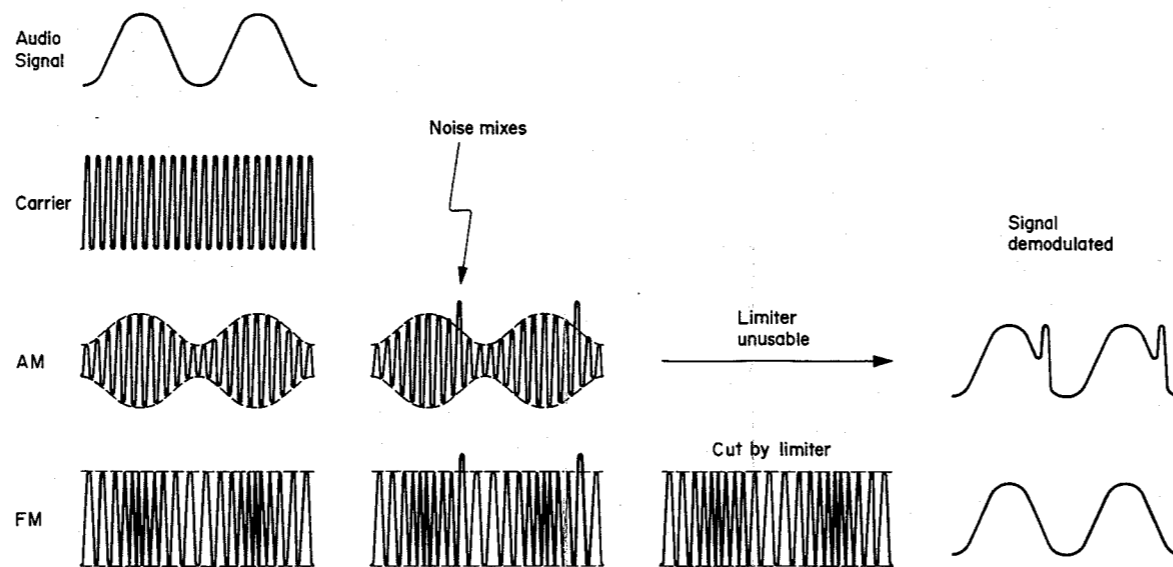 Audio
Signal
Noise mixes
Carrier
Signal
demodulated
Limiter
unusable
AM
Cut by limiter
FM